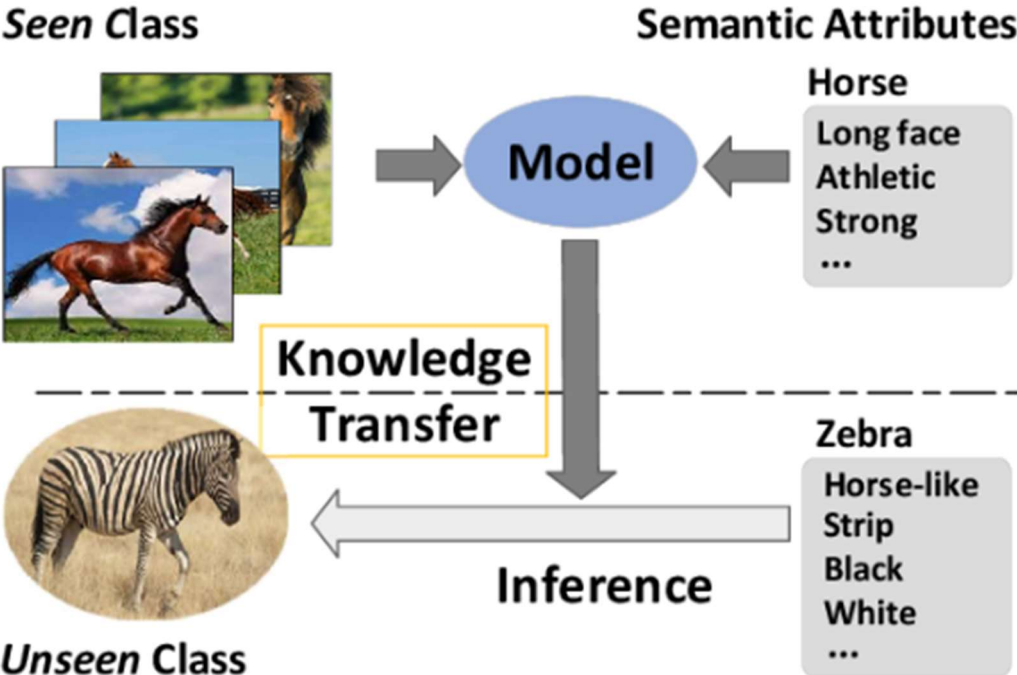 Seen Class
Semantic Attributes
Horse
Long face
Athletic
Strong
...
Model
Knowledge
Transfer
Zebra
Horse-like
Strip
Black
White
...
Inference
Unseen Class